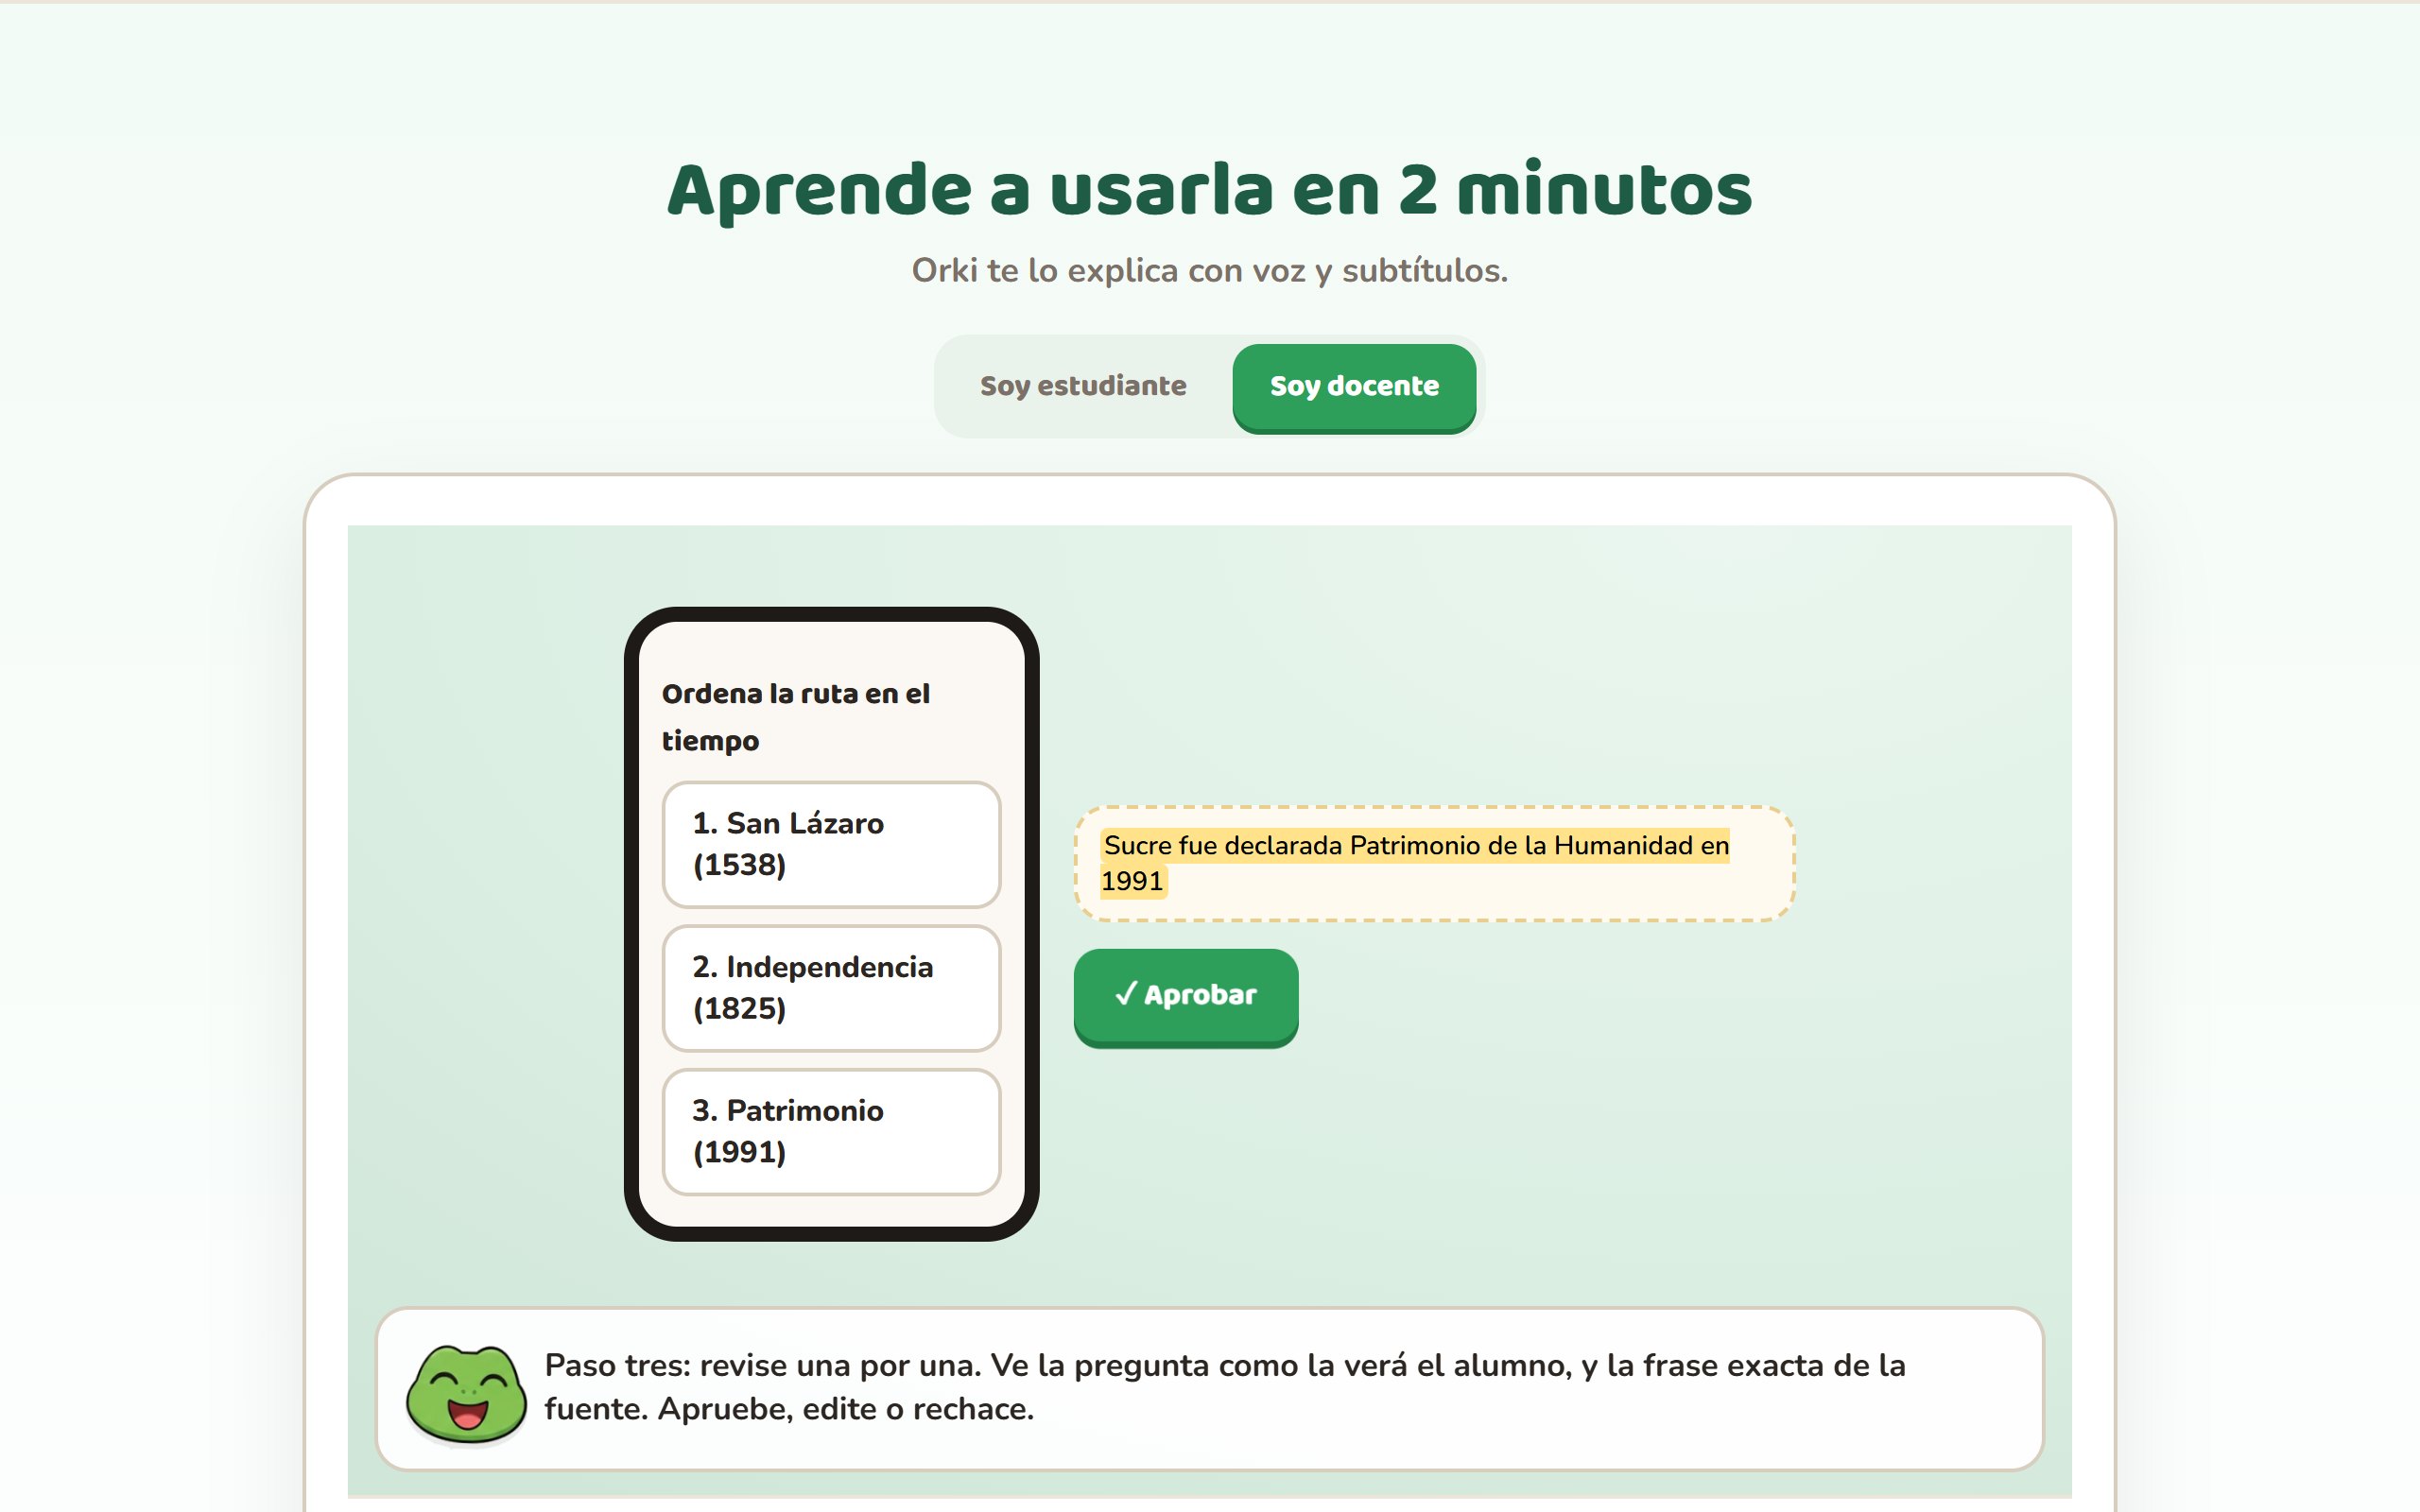 Aprende a usarla en 2 minutos
Orki te lo explica con voz y subtítulos.
Soy estudiante
Soy docente
Ordena la ruta en el
tiempo
1. San Lázaro
(1538)
2. Independencia
(1825)
3. Patrimonio
(1991)
Sucre fue declarada Patrimonio de la Humanidad en
1991
✓ Aprobar
Paso tres: revise una por una. Ve la pregunta como la verá el alumno, y la frase exacta de la
fuente. Apruebe, edite o rechace.